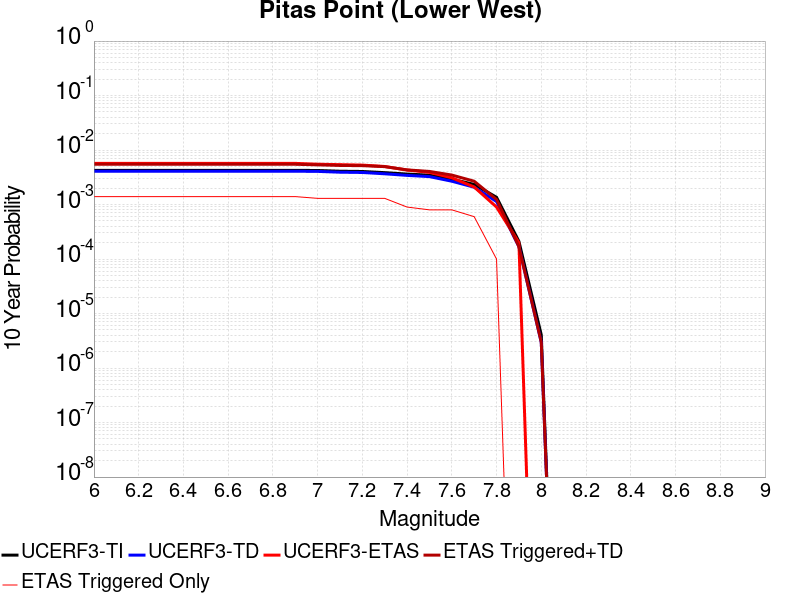 Pitas Point (Lower West)
10^0
10^-1
10^-2
10^-3
10^-4
10^-5
10^-6
10^-7
10^-8
10 Year Probability
6 6.2 6.4 6.6 6.8 7 7.2 7.4 7.6 7.8 8 8.2 8.4 8.6 8.8 9
Magnitude
UCERF3-TI UCERF3-TD UCERF3-ETAS ETAS Triggered+TD
ETAS Triggered Only